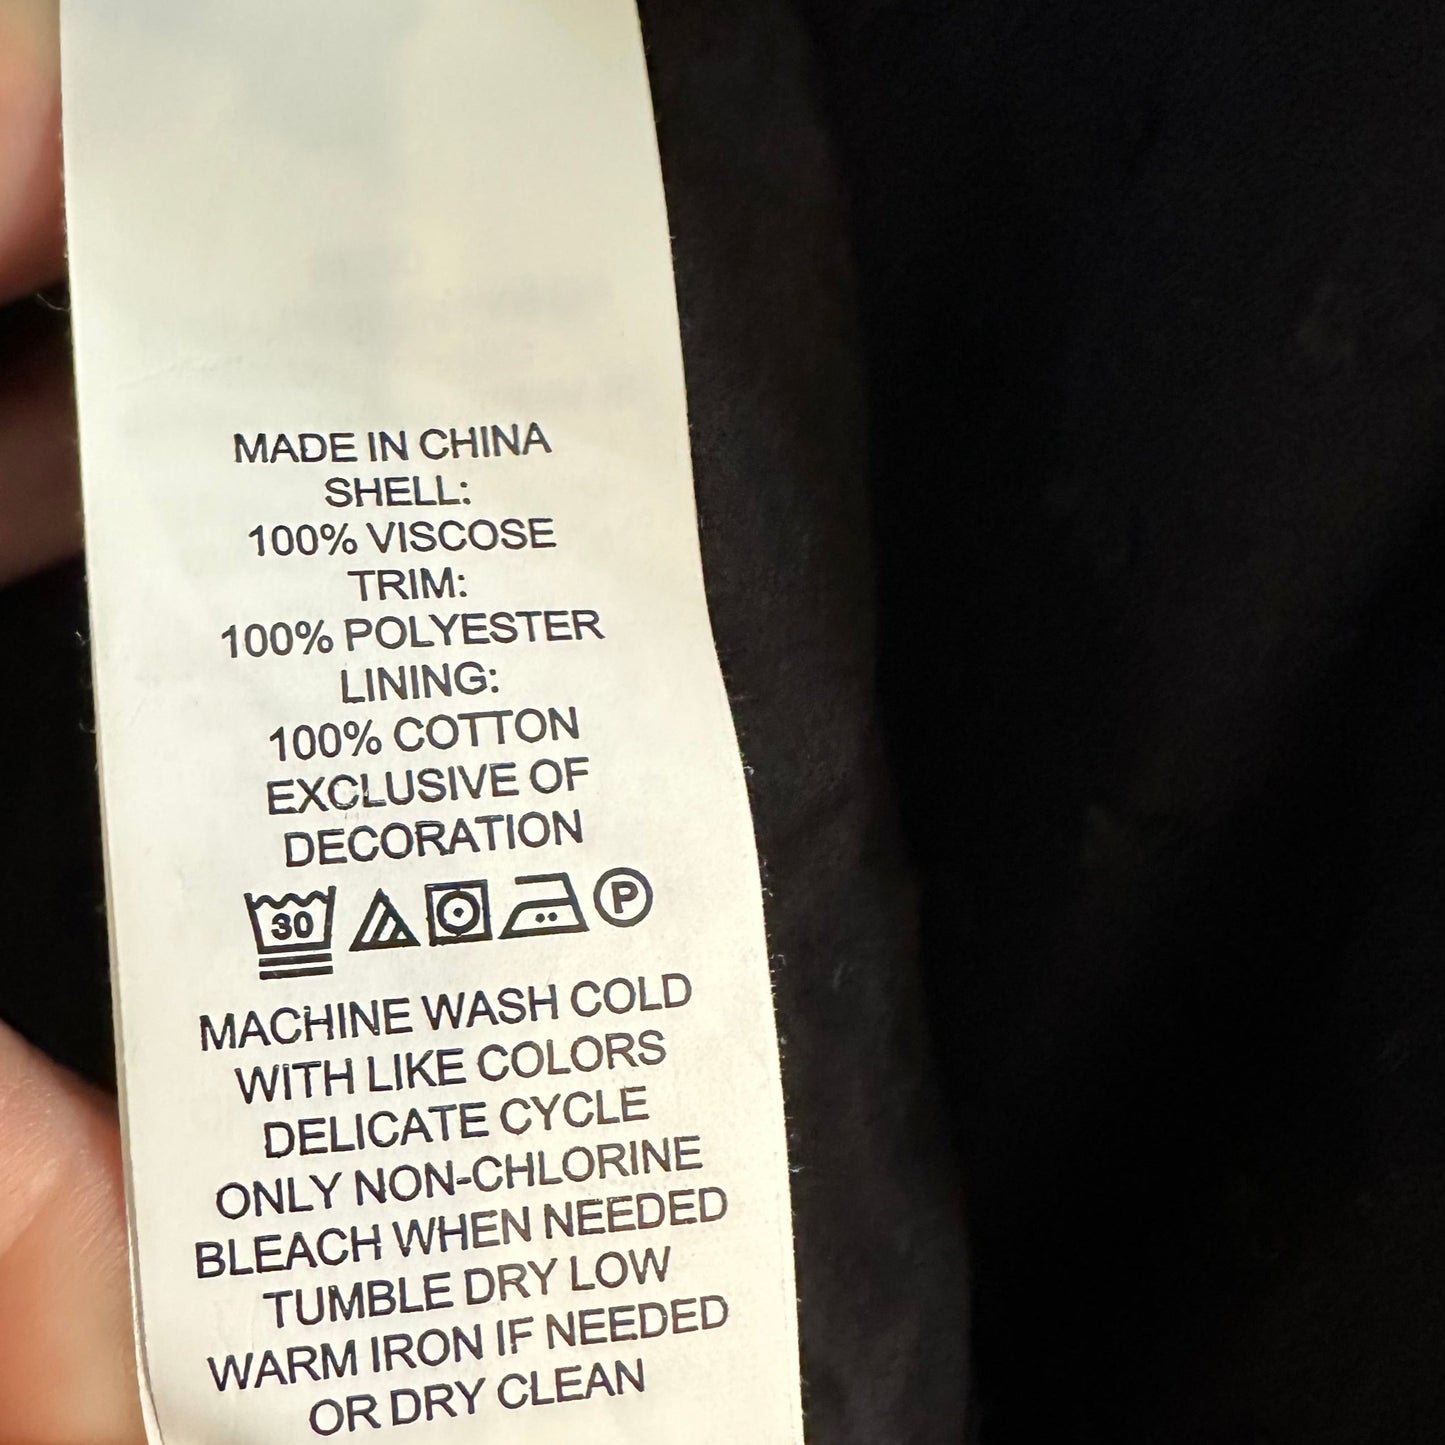 MADE IN CHINA
SHELL:
100% VISCOSE
TRIM:
100% POLYESTER
LINING:
100% COTTON
EXCLUSIVE OF
DECORATION
30 P
MACHINE WASH COLD
WITH LIKE COLORS
DELICATE CYCLE
ONLY NON-CHLORINE
BLEACH WHEN NEEDED
TUMBLE DRY LOW
WARM IRON IF NEEDED
OR DRY CLEAN